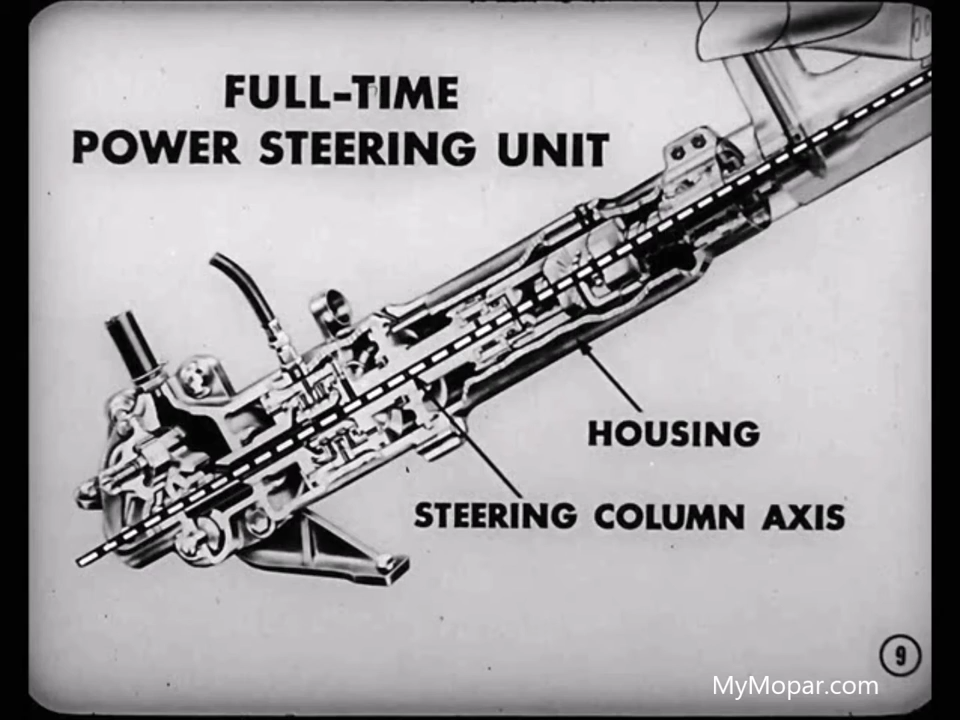 FULL-TIME
POWER STEERING UNIT
HOUSING
STEERING COLUMN AXIS
9
MyMopar.com